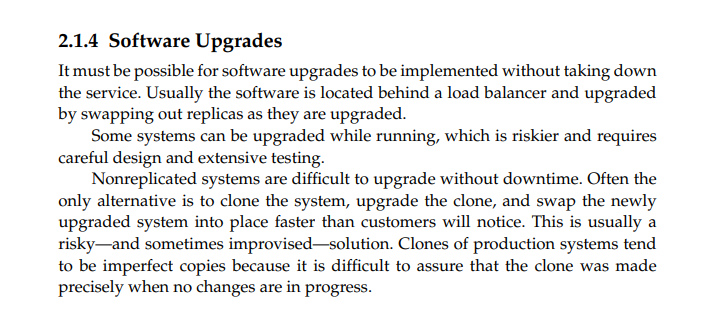 2.1.4 Software Upgrades
It must be possible for software upgrades to be implemented without taking down
the service. Usually the software is located behind a load balancer and upgraded
by swapping out replicas as they are upgraded.
Some systems can be upgraded while running, which is riskier and requires
careful design and extensive testing.
Nonreplicated systems are difficult to upgrade without downtime. Often the
only alternative is to clone the system, upgrade the clone, and swap the newly
upgraded system into place faster than customers will notice. This is usually a
risky—and sometimes improvised—solution. Clones of production systems tend
to be imperfect copies because it is difficult to assure that the clone was made
precisely when no changes are in progress.